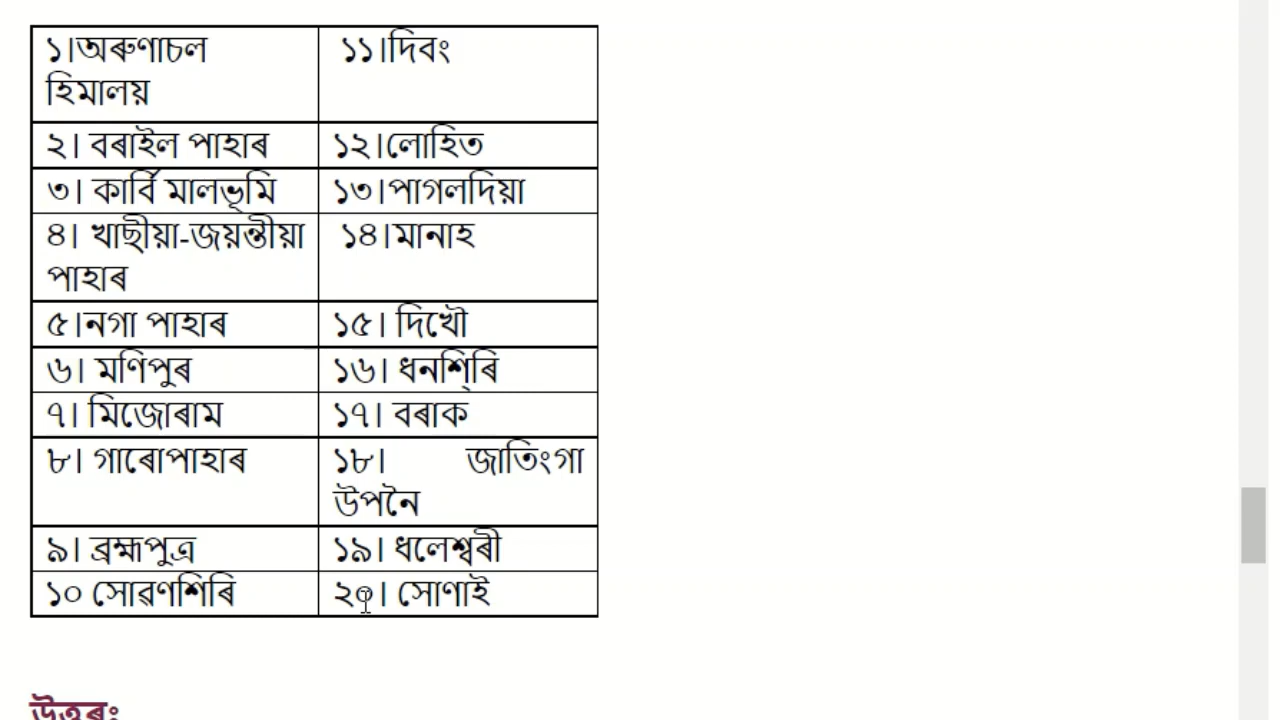 ১।অৰুণাচল
হিমালয়
১১।দিবং
২। বৰাইল পাহাৰ
১২।লোহিত
৩। কাৰ্বি মালভূমি
১৩।পাগলদিয়া
৪। খাছীয়া-জয়ন্তীয়া
পাহাৰ
১৪।মানাহ
৫।নগা পাহাৰ
১৫। দিখৌ
৬। মণিপুৰ
১৬। ধনশ্িৰি
৭। মিজোৰাম
১৭। বৰাক
৮। গাৰোপাহাৰ
১৮। জাতিংগা
উপনৈ
৯। ব্ৰহ্মপুত্ৰ
১৯। ধলেশ্বৰী
১০ সোৱণশিৰি
২০। সোণাই
উত্তৰঃ